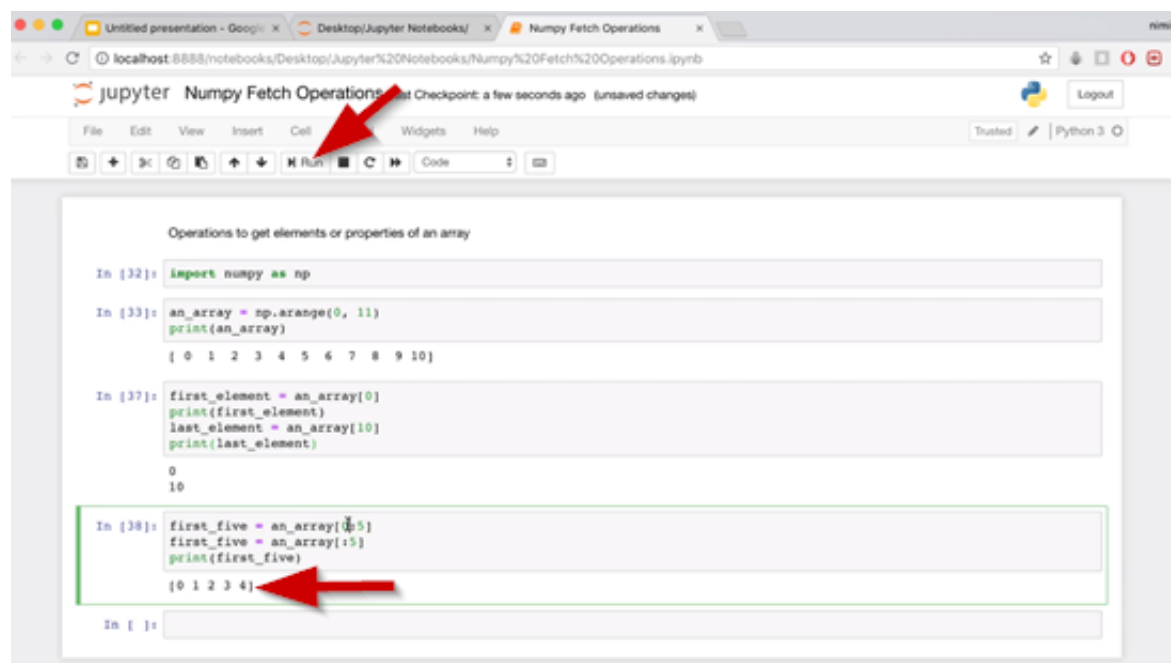 Untitled presentation - Google
Desktop/Jupyter Notebooks/
Numpy Fetch Operations
localhost:8888/notebooks/Desktop/Jupyter%20Notebooks/Numpy%20Fetch%20Operations.ipynb
jupyter Numpy Fetch Operations Checkpoint: a few seconds ago (unsaved changes)
Logout
File Edit View Insert Cell Widgets Help
Trusted Python 3
Run Code
Operations to get elements or properties of an array
In [32]: import numpy as np
In [33]: an_array = np.arange(0, 11)
print(an_array)
[ 0 1 2 3 4 5 6 7 8 9 10]
In [37]: first_element = an_array[0]
print(first_element)
last_element = an_array[10]
print(last_element)
0
10
In [38]: first_five = an_array[0:5]
first_five = an_array[:5]
print(first_five)
[0 1 2 3 4]
In [ ]: